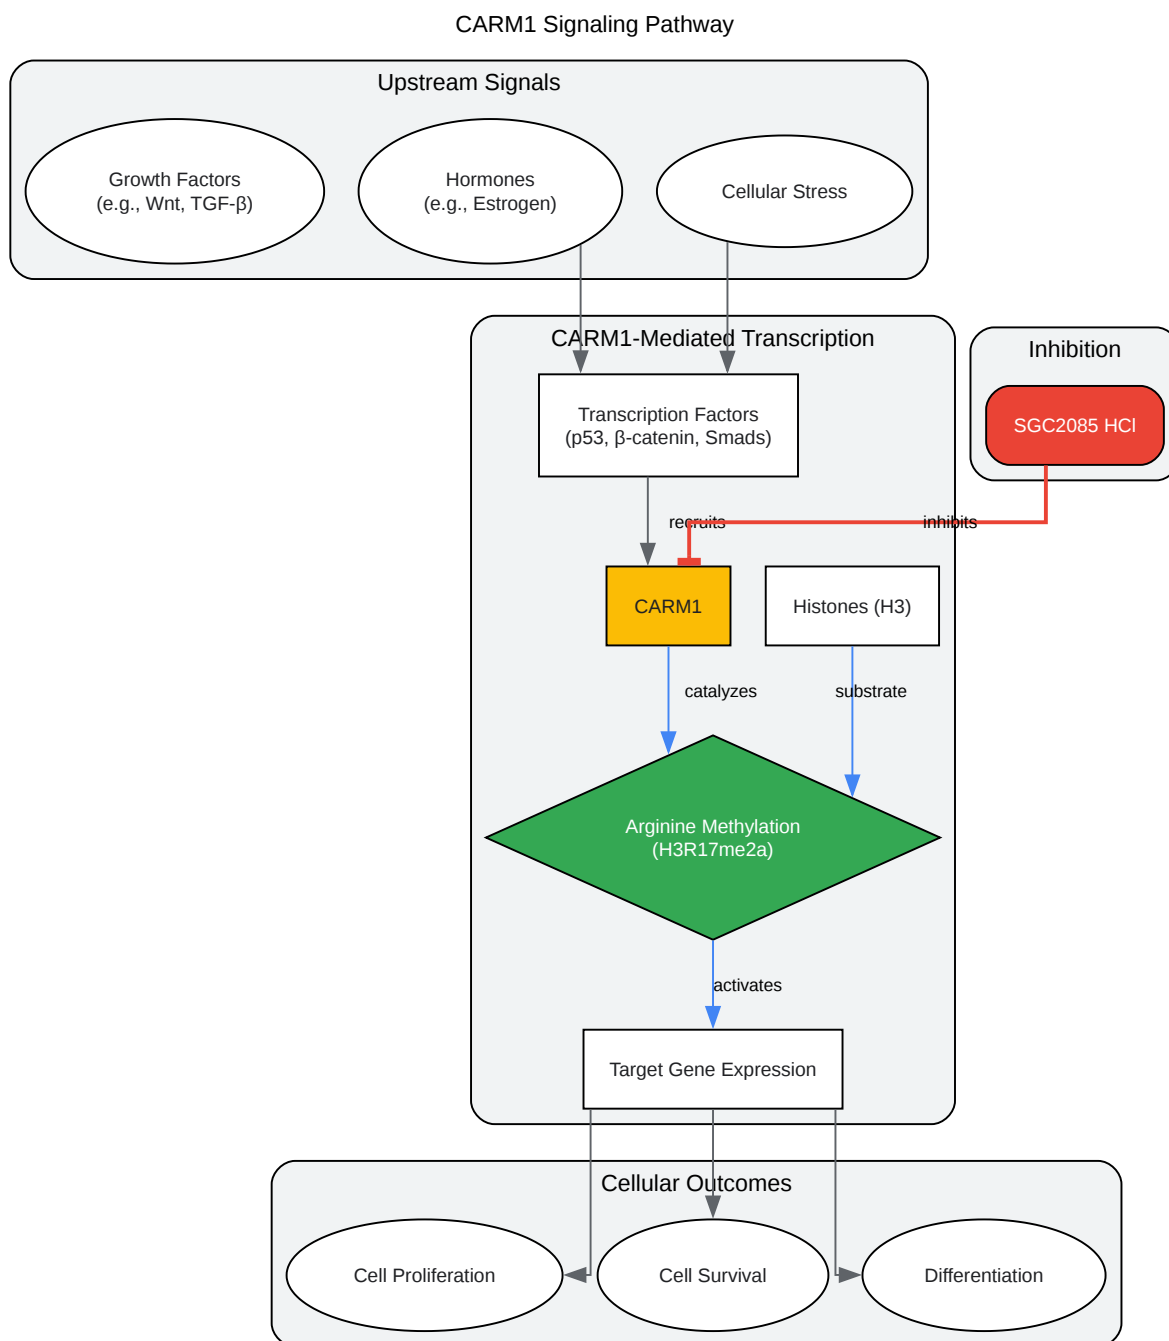 CARM1 Signaling Pathway
Upstream Signals
Growth Factors
(e.g., Wnt, TGF-β)
Hormones
(e.g., Estrogen)
Cellular Stress
CARM1-Mediated Transcription
Inhibition
Transcription Factors
(p53, β-catenin, Smads)
SGC2085 HCl
recruits
inhibits
CARM1
Histones (H3)
catalyzes
substrate
Arginine Methylation
(H3R17me2a)
activates
Target Gene Expression
Cellular Outcomes
Cell Proliferation
Cell Survival
Differentiation